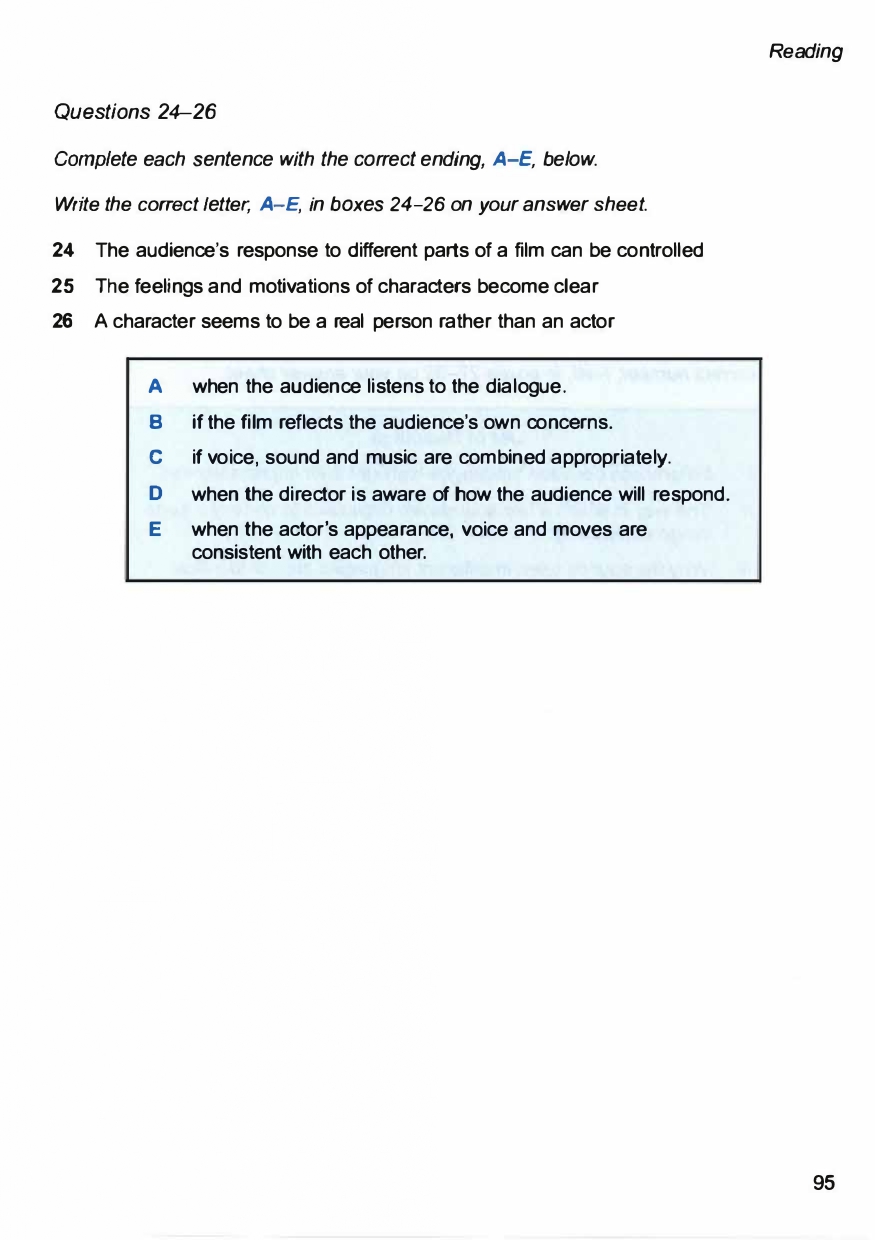 Reading
Questions 24–26
Complete each sentence with the correct ending, A–E, below.
Write the correct letter, A–E, in boxes 24–26 on your answer sheet.
24 The audience's response to different parts of a film can be controlled
25 The feelings and motivations of characters become clear
26 A character seems to be a real person rather than an actor
A when the audience listens to the dialogue.
B if the film reflects the audience's own concerns.
C if voice, sound and music are combined appropriately.
D when the director is aware of how the audience will respond.
E when the actor's appearance, voice and moves are
consistent with each other.
95